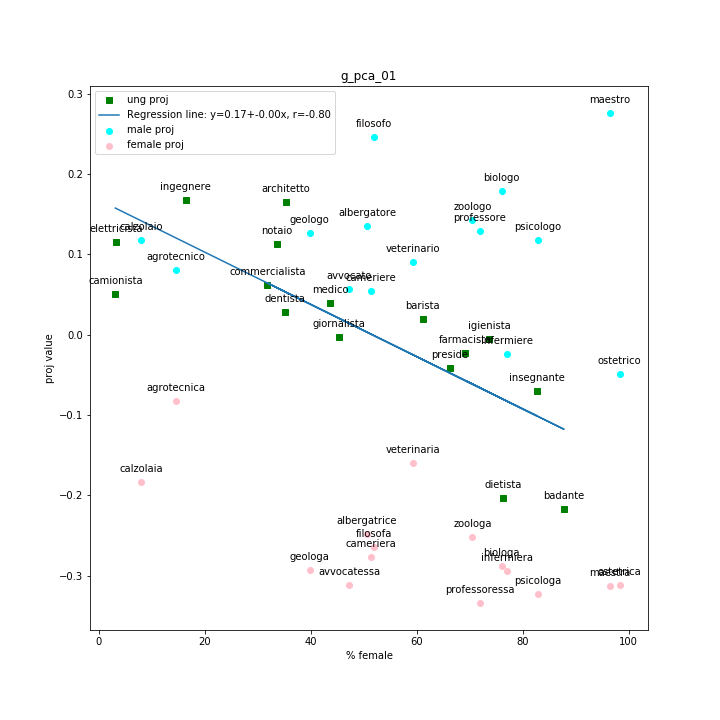 g_pca_01
ung proj
Regression line: y=0.17+-0.00x, r=-0.80
male proj
female proj
maestro
filosofo
ingegnere
architetto
biologo
geologo
albergatore
zoologo
professore
psicologo
elettricista
calzolaio
notaio
agrotecnico
veterinario
camionista
commercialista
avvocato
cameriere
medico
dentista
giornalista
barista
igienista
farmacista
infermiere
preside
ostetrico
insegnante
agrotecnica
calzolaia
veterinaria
dietista
badante
albergatrice
filosofa
cameriera
zoologa
geologa
avvocatessa
biologa
infermiera
professoressa
psicologa
maestra
ostetrica
0.3
0.2
0.1
0.0
−0.1
−0.2
−0.3
proj value
0 20 40 60 80 100
% female